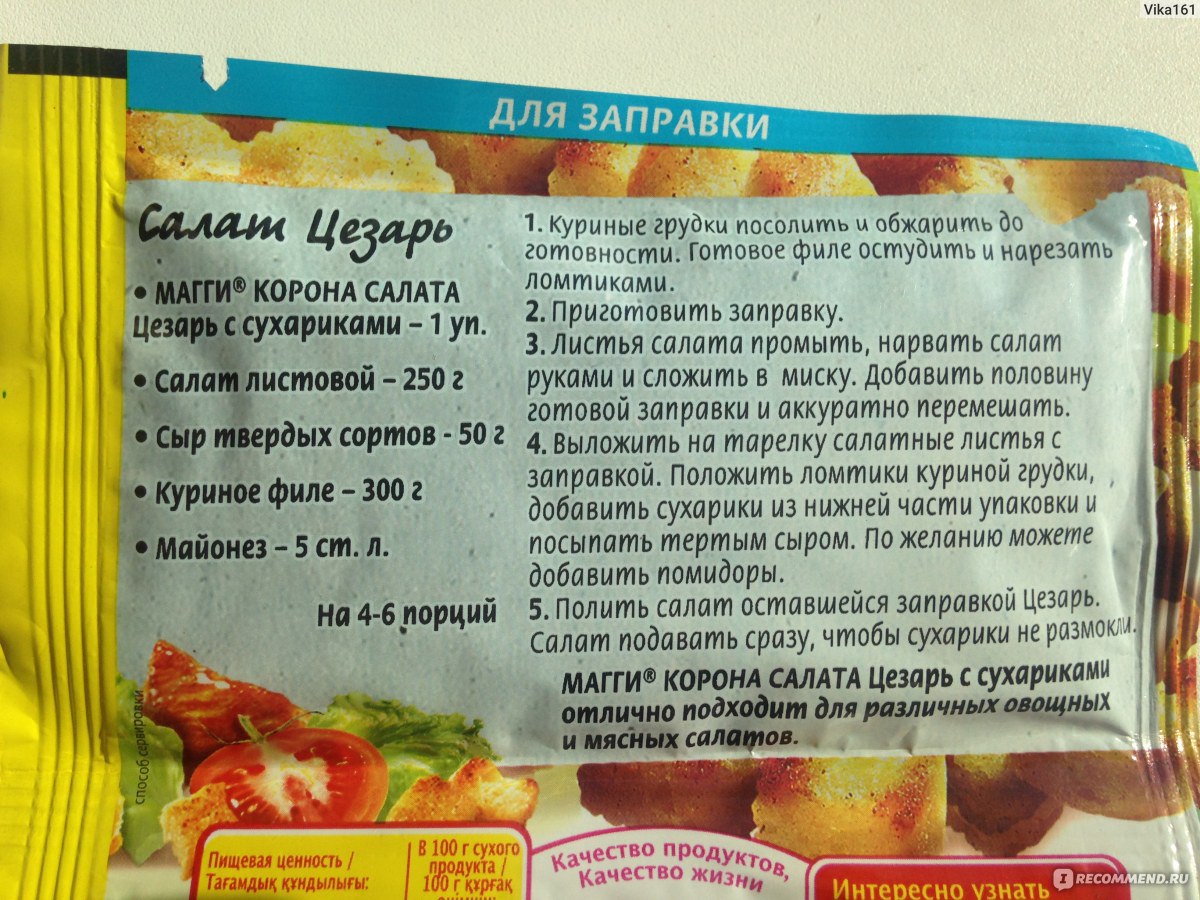 Vika161
ДЛЯ ЗАПРАВКИ
Салат Цезарь
• МАГГИ® КОРОНА САЛАТА
Цезарь с сухариками – 1 уп.
• Салат листовой – 250 г
• Сыр твердых сортов - 50 г
• Куриное филе – 300 г
• Майонез – 5 ст. л.
На 4-6 порций
1. Куриные грудки посолить и обжарить до
готовности. Готовое филе остудить и нарезать
ломтиками.
2. Приготовить заправку.
3. Листья салата промыть, нарвать салат
руками и сложить в миску. Добавить половину
готовой заправки и аккуратно перемешать.
4. Выложить на тарелку салатные листья с
заправкой. Положить ломтики куриной грудки,
добавить сухарики из нижней части упаковки и
посыпать тертым сыром. По желанию можете
добавить помидоры.
5. Полить салат оставшейся заправкой Цезарь.
Салат подавать сразу, чтобы сухарики не размокли.
МАГГИ® КОРОНА САЛАТА Цезарь с сухариками
отлично подходит для различных овощных
и мясных салатов.
способ сервировки
Пищевая ценность /
Тағамдық құндылығы:
В 100 г сухого
продукта /
100 г құрғақ
Качество продуктов,
Качество жизни
Интересно узнать
I RECOMMEND.RU